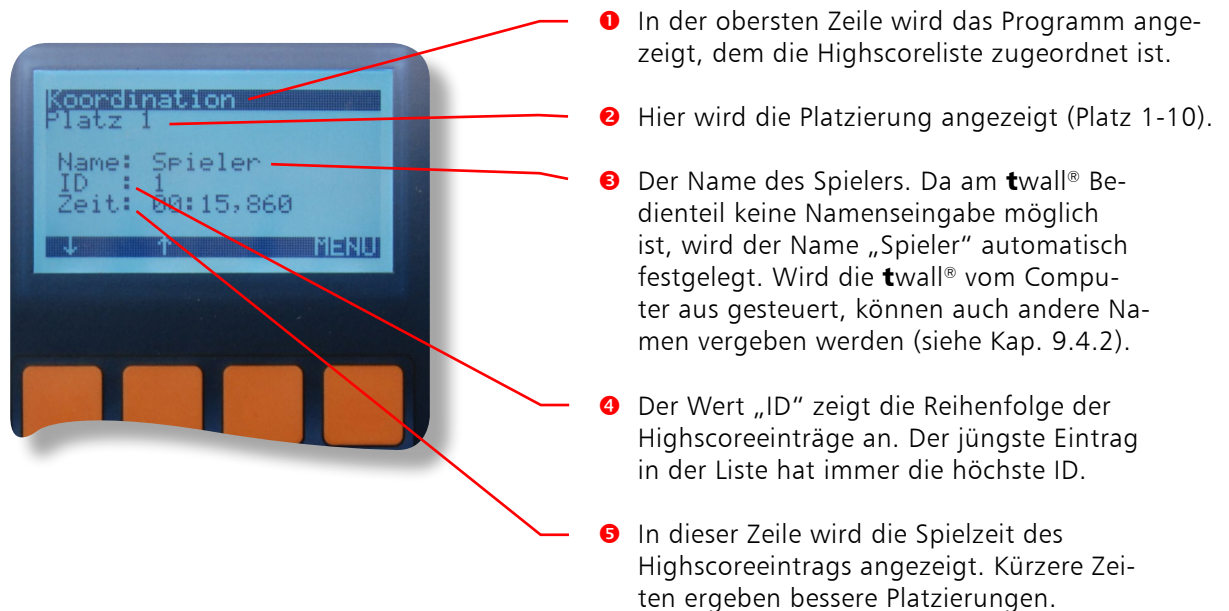 Koordination
Platz 1
Name: Spieler
ID  : 1
Zeit: 00:15,860
↓ ↑ MENU
❶ In der obersten Zeile wird das Programm ange-
zeigt, dem die Highscoreliste zugeordnet ist.
❷ Hier wird die Platzierung angezeigt (Platz 1-10).
❸ Der Name des Spielers. Da am twall® Be-
dienteil keine Namenseingabe möglich
ist, wird der Name „Spieler“ automatisch
festgelegt. Wird die twall® vom Compu-
ter aus gesteuert, können auch andere Na-
men vergeben werden (siehe Kap. 9.4.2).
❹ Der Wert „ID“ zeigt die Reihenfolge der
Highscoreeinträge an. Der jüngste Eintrag
in der Liste hat immer die höchste ID.
❺ In dieser Zeile wird die Spielzeit des
Highscoreeintrags angezeigt. Kürzere Zei-
ten ergeben bessere Platzierungen.